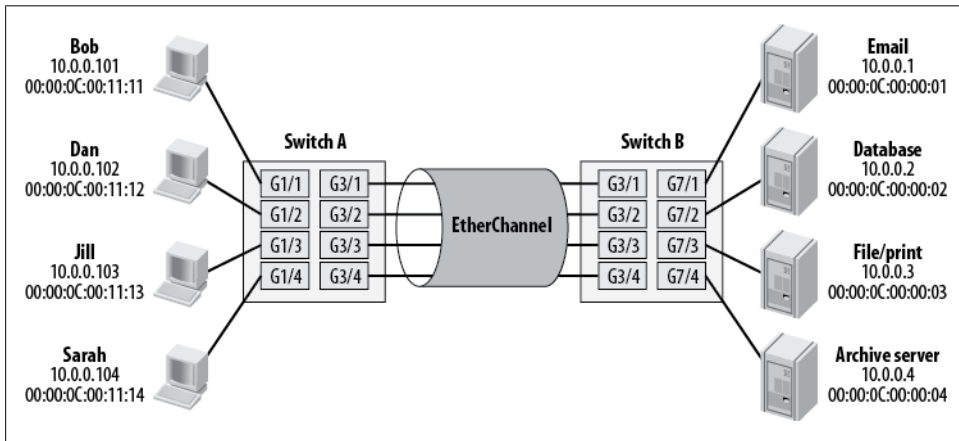 Bob
10.0.0.101
00:00:0C:00:11:11
Dan
10.0.0.102
00:00:0C:00:11:12
Jill
10.0.0.103
00:00:0C:00:11:13
Sarah
10.0.0.104
00:00:0C:00:11:14
Switch A
G1/1 G3/1
G1/2 G3/2
G1/3 G3/3
G1/4 G3/4
EtherChannel
Switch B
G3/1 G7/1
G3/2 G7/2
G3/3 G7/3
G3/4 G7/4
Email
10.0.0.1
00:00:0C:00:00:01
Database
10.0.0.2
00:00:0C:00:00:02
File/print
10.0.0.3
00:00:0C:00:00:03
Archive server
10.0.0.4
00:00:0C:00:00:04